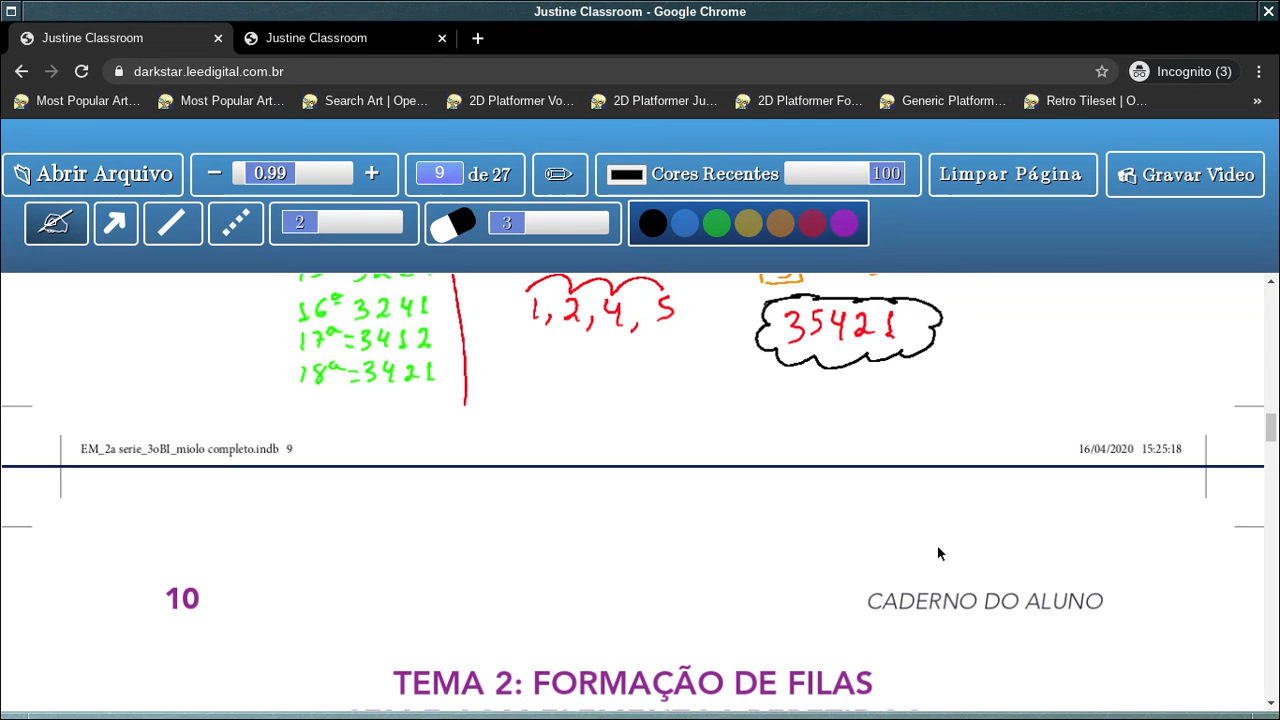 Justine Classroom - Google Chrome
Justine Classroom
Justine Classroom
darkstar.leedigital.com.br
Incognito (3)
Most Popular Art...
Most Popular Art...
Search Art | Ope...
2D Platformer Vo...
2D Platformer Ju...
2D Platformer Fo...
Generic Platform...
Retro Tileset | O...
Abrir Arquivo
0.99
9 de 27
Cores Recentes
100
Limpar Página
Gravar Video
2
3
16ª 3241
17ª=3412
18ª=3421
1, 2, 4, 5
35421
EM_2a serie_3oBI_miolo completo.indb 9
16/04/2020 15:25:18
10
CADERNO DO ALUNO
TEMA 2: FORMAÇÃO DE FILAS